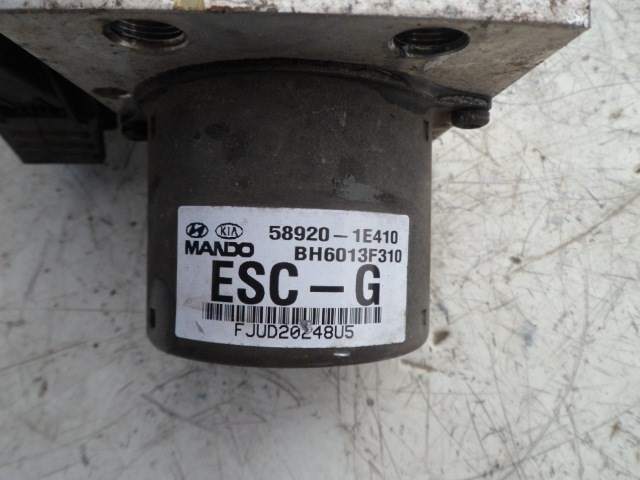 KIA 58920-1E410
MANDO BH6013F310
ESC-G
FJUD20248U5